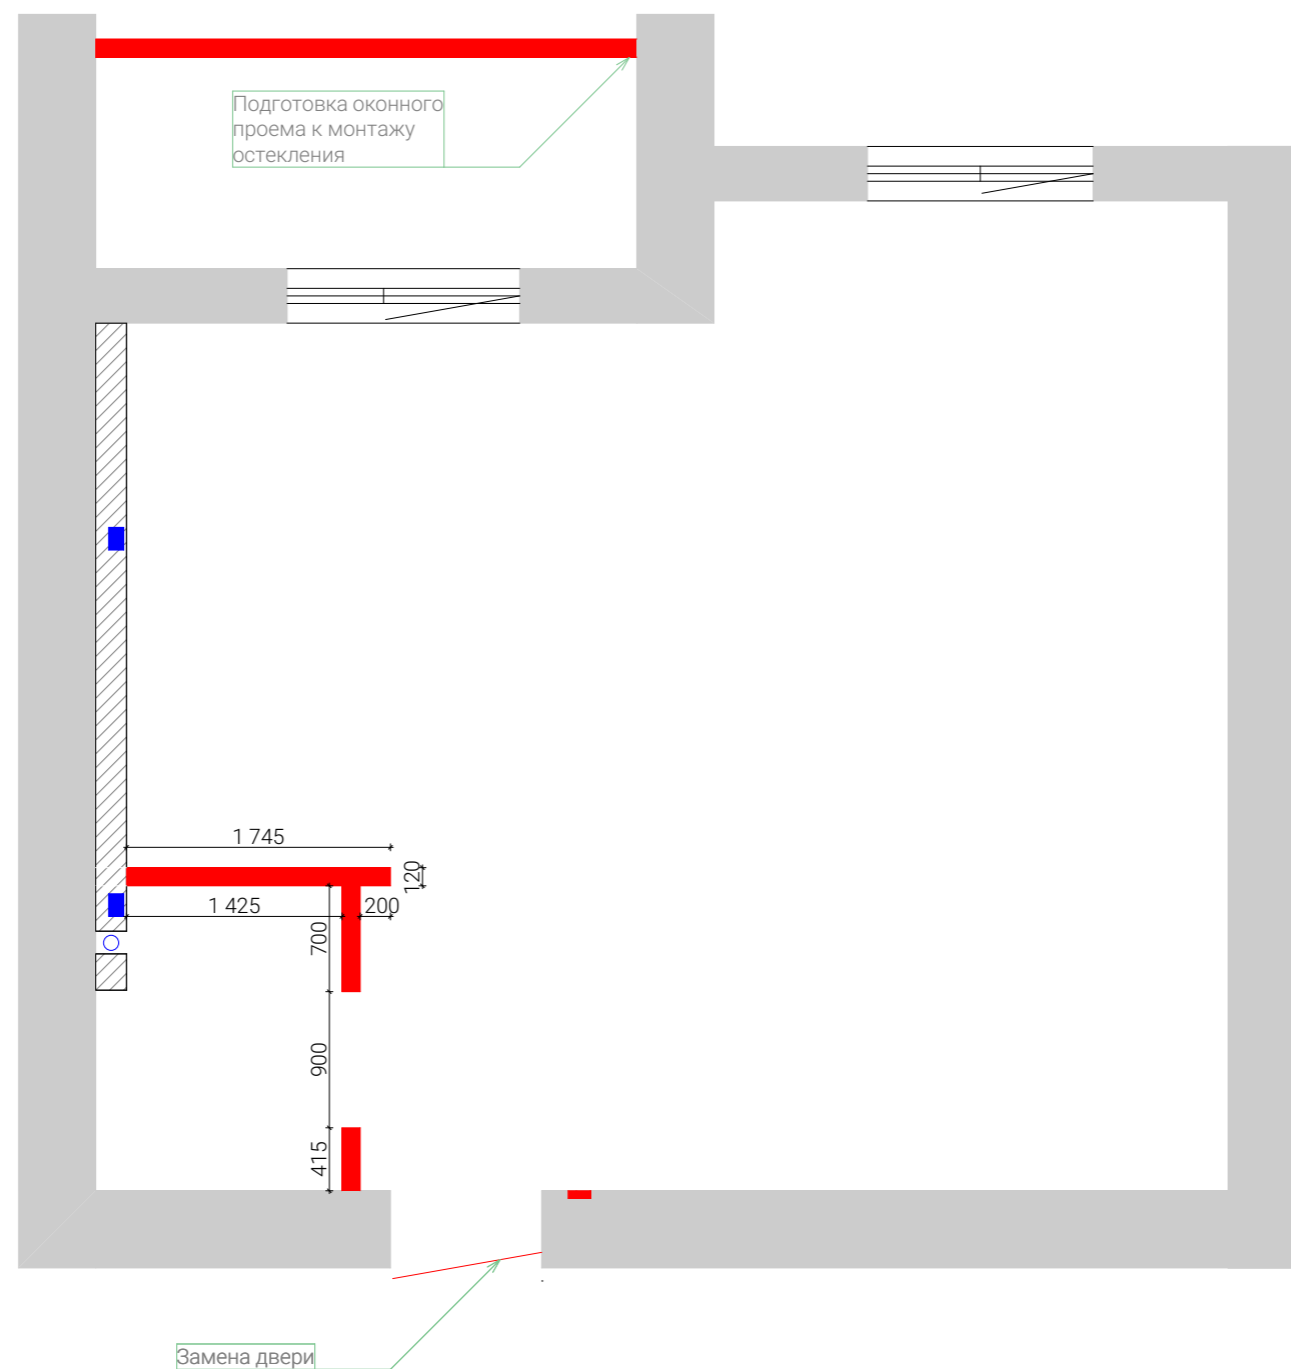 Подготовка оконного
проема к монтажу
остекления
1 745
120
1 425
200
700
900
415
Замена двери